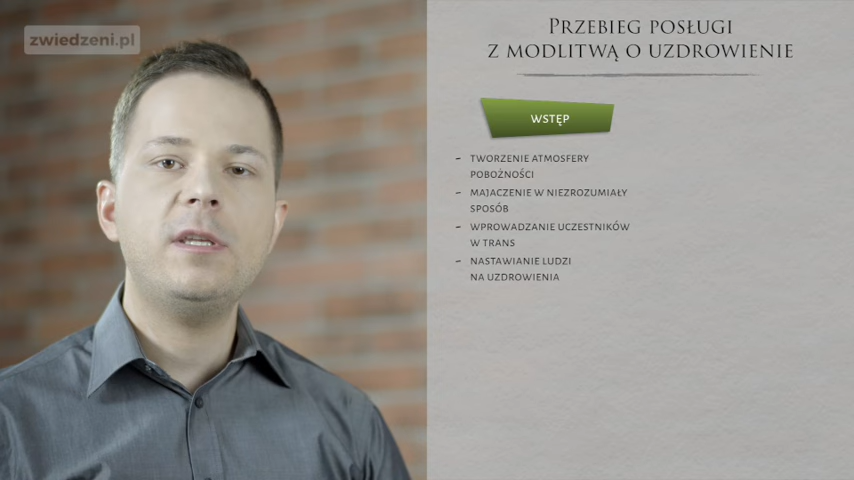 zwiedzeni.pl
Przebieg posługi
z modlitwą o uzdrowienie
WSTĘP
- TWORZENIE ATMOSFERY
POBOŻNOŚCI
- MAJACZENIE W NIEZROZUMIAŁY
SPOSÓB
- WPROWADZANIE UCZESTNIKÓW
W TRANS
- NASTAWIANIE LUDZI
NA UZDROWIENIA